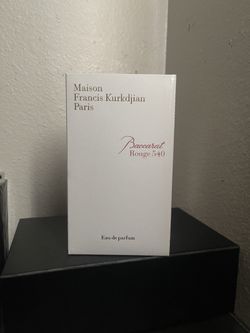 Maison
Francis Kurkdjian
Paris
Baccarat
Rouge 540
Eau de parfum